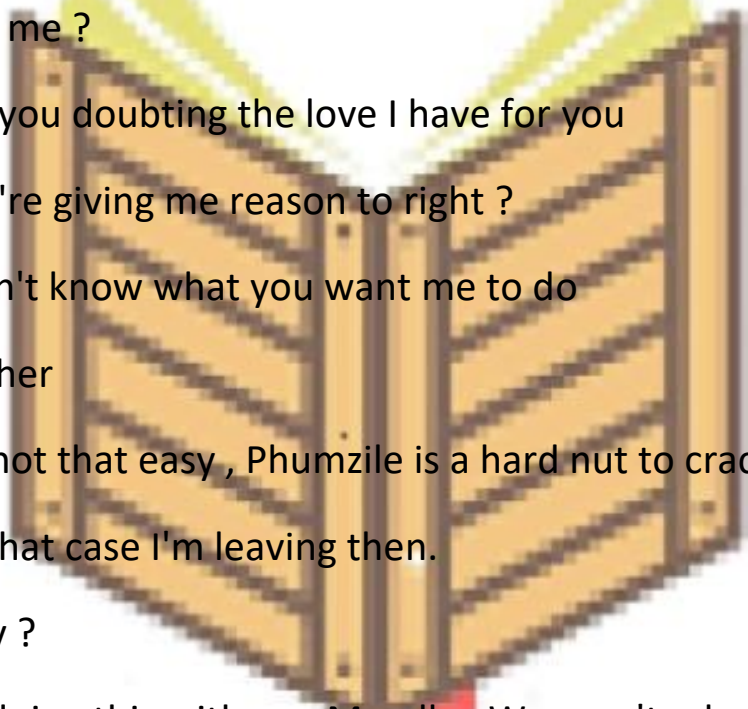 me ?
you doubting the love I have for you
're giving me reason to right ?
n't know what you want me to do
her
not that easy , Phumzile is a hard nut to crac
hat case I'm leaving then.
?